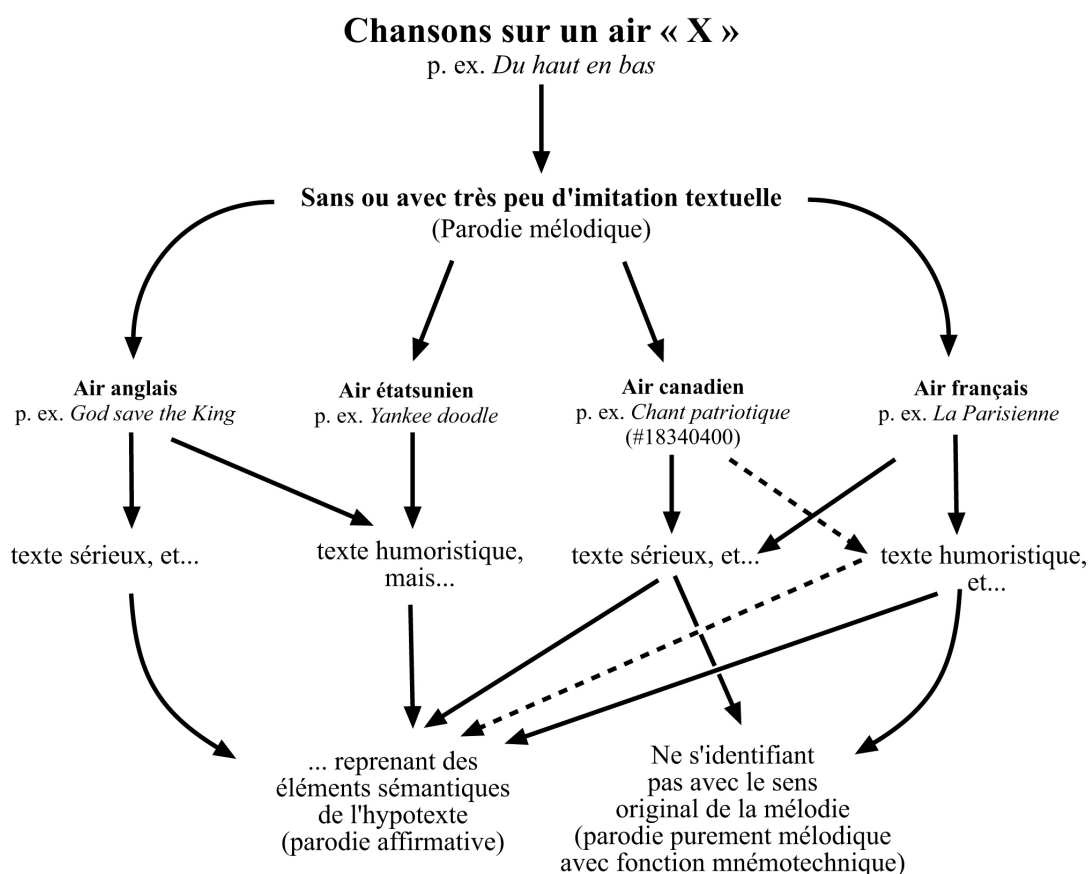 Chansons sur un air « X »
p. ex. Du haut en bas
Sans ou avec très peu d'imitation textuelle
(Parodie mélodique)
Air anglais
p. ex. God save the King
Air étatsunien
p. ex. Yankee doodle
Air canadien
p. ex. Chant patriotique
(#18340400)
Air français
p. ex. La Parisienne
texte sérieux, et...
texte humoristique,
mais...
texte sérieux, et...
texte humoristique,
et...
... reprenant des
éléments sémantiques
de l'hypotexte
(parodie affirmative)
Ne s'identifiant
pas avec le sens
original de la mélodie
(parodie purement mélodique
avec fonction mnémotechnique)